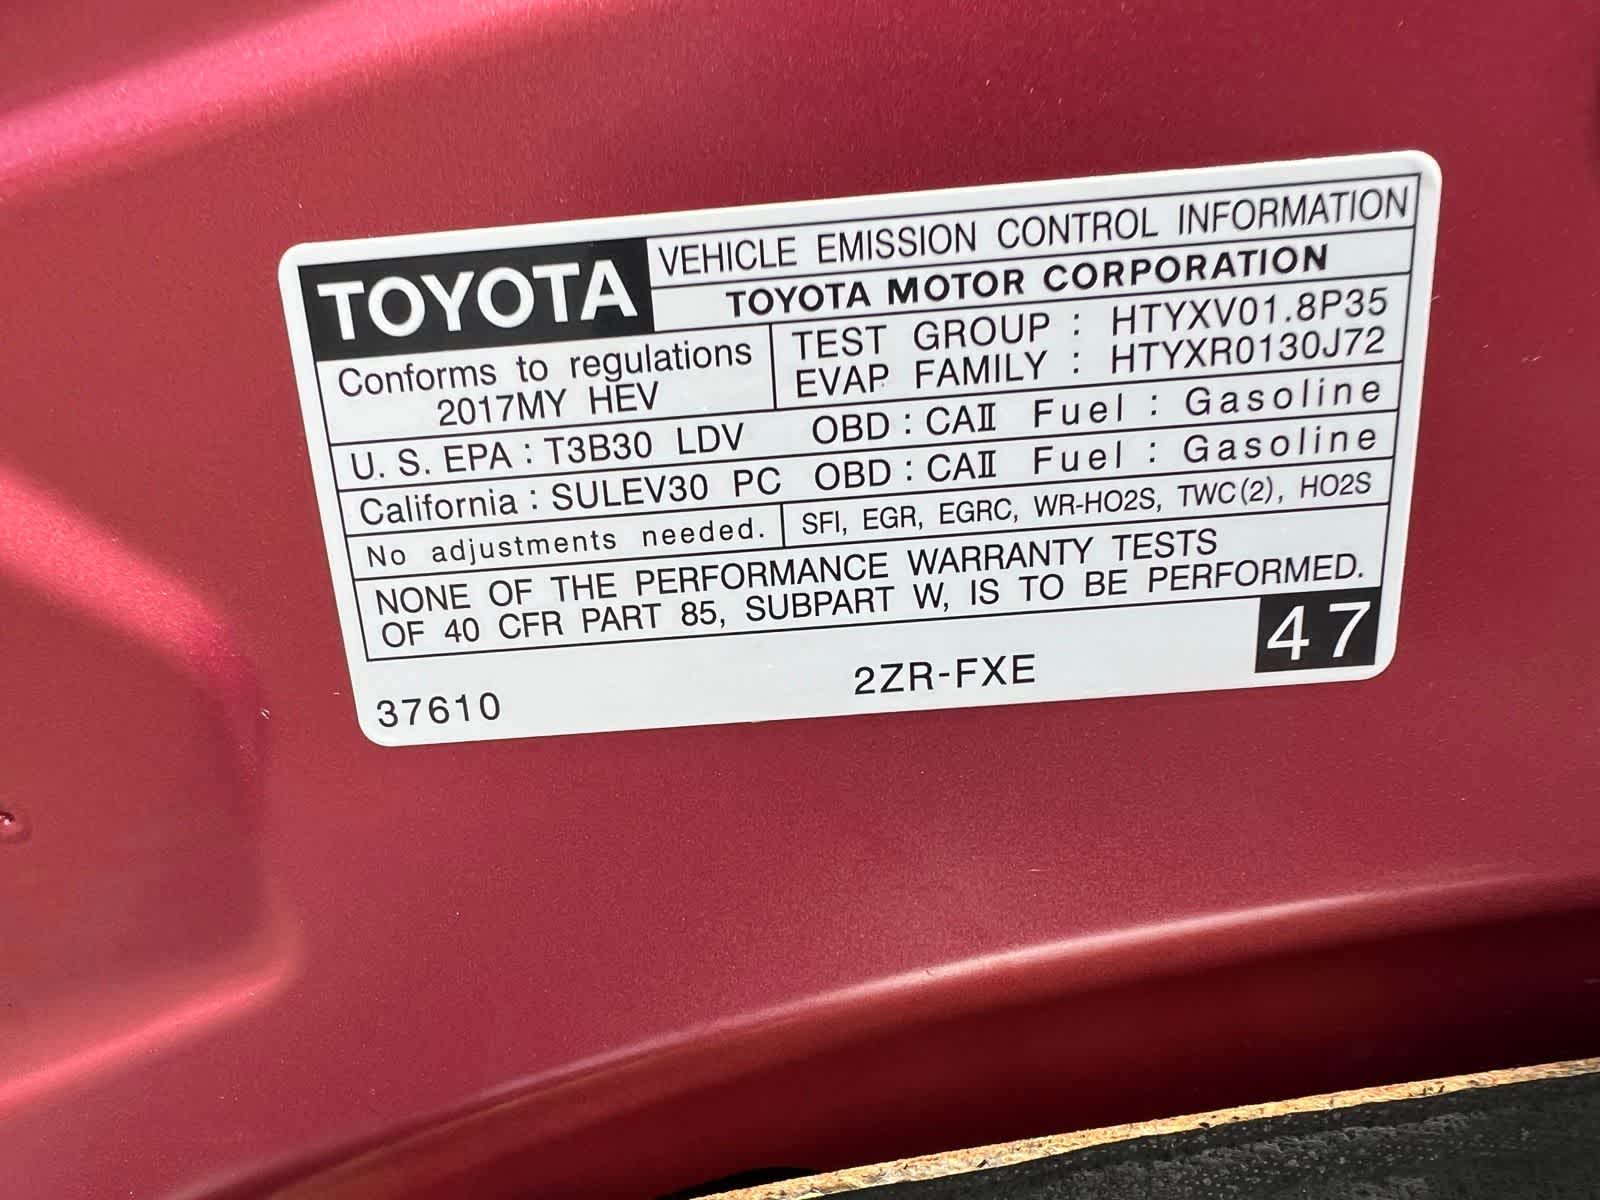 TOYOTA VEHICLE EMISSION CONTROL INFORMATION
TOYOTA MOTOR CORPORATION
Conforms to regulations
2017MY HEV
TEST GROUP : HTYXV01.8P35
EVAP FAMILY : HTYXR0130J72
U. S. EPA : T3B30 LDV OBD : CAⅡ Fuel : Gasoline
California : SULEV30 PC OBD : CAⅡ Fuel : Gasoline
No adjustments needed. SFI, EGR, EGRC, WR-HO2S, TWC(2), HO2S
NONE OF THE PERFORMANCE WARRANTY TESTS
OF 40 CFR PART 85, SUBPART W, IS TO BE PERFORMED.
37610 2ZR-FXE 47